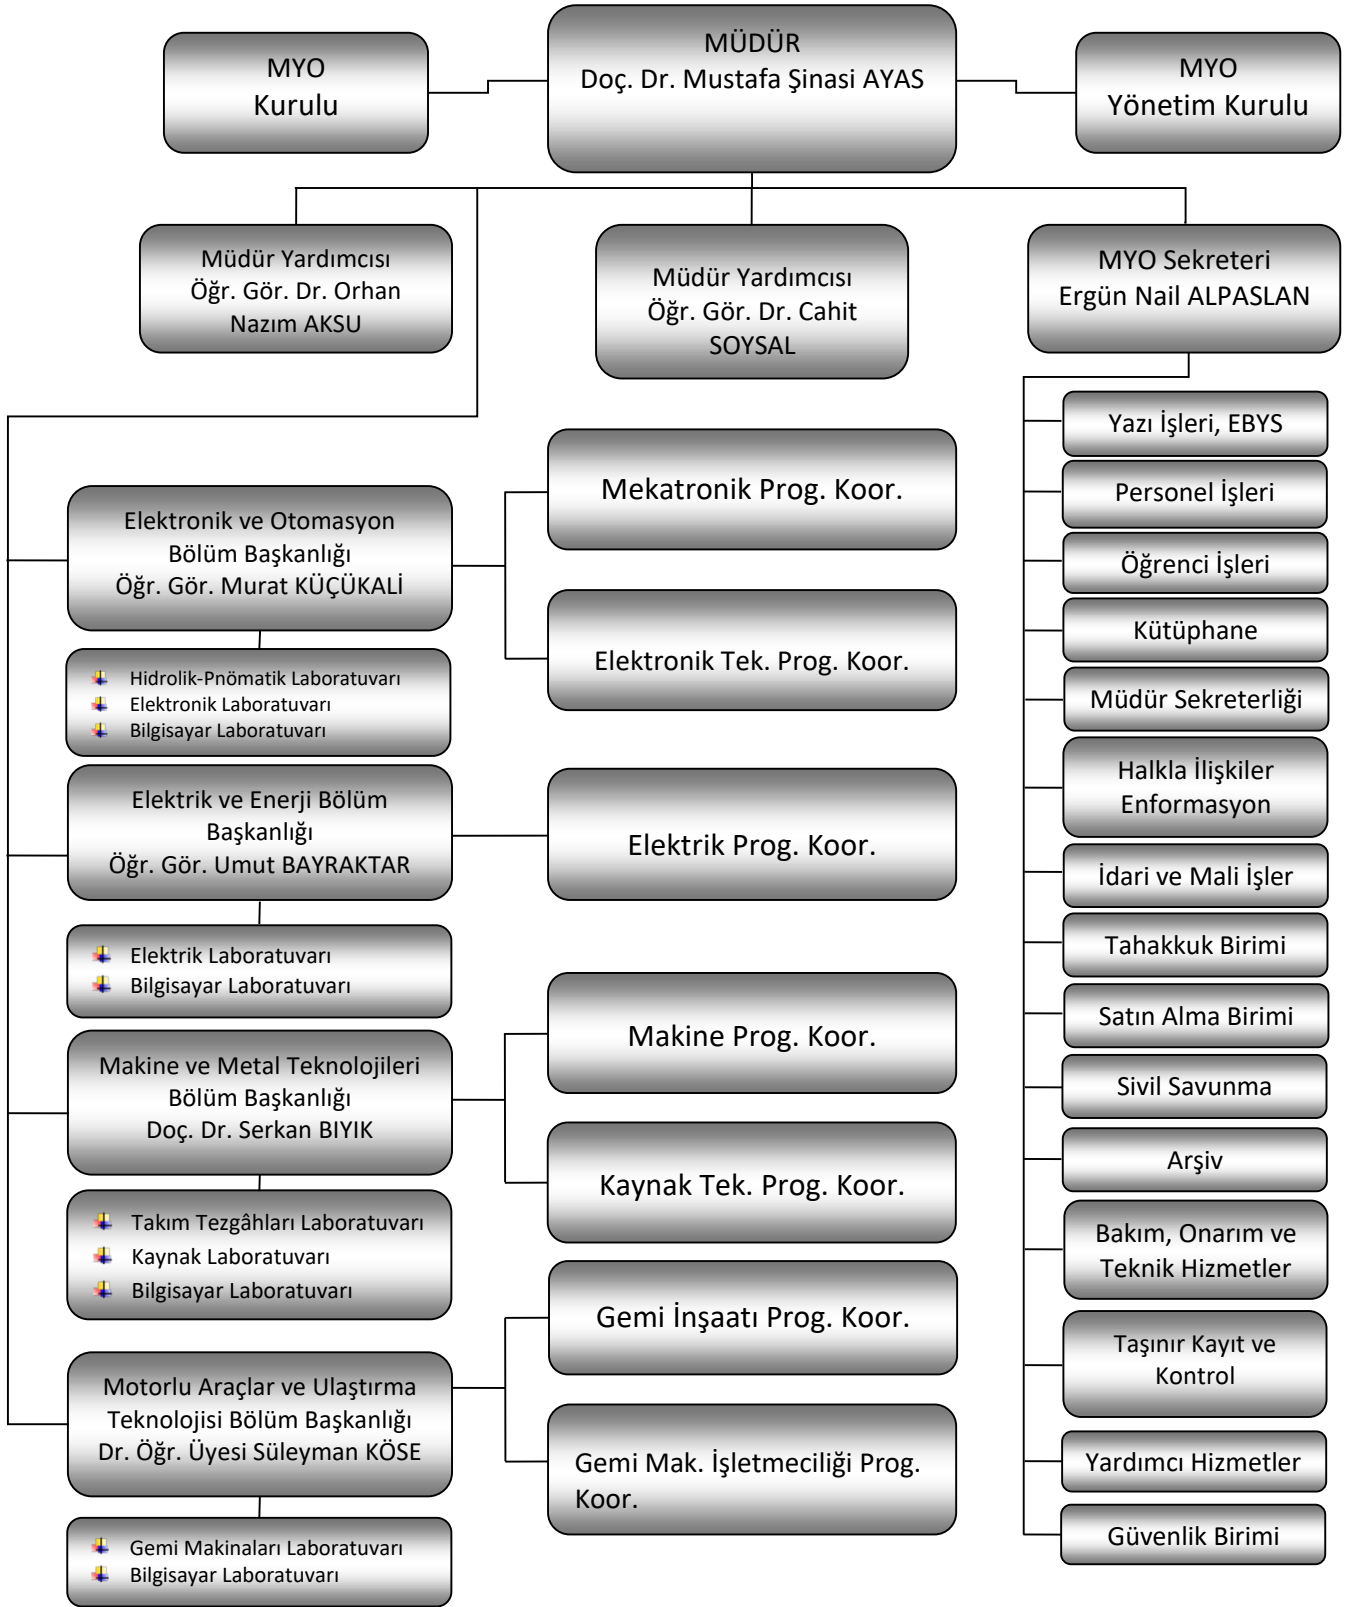 MYO
Kurulu
MÜDÜR
Doç. Dr. Mustafa Şinasi AYAS
MYO
Yönetim Kurulu
Müdür Yardımcısı
Öğr. Gör. Dr. Orhan
Nazım AKSU
Müdür Yardımcısı
Öğr. Gör. Dr. Cahit
SOYSAL
MYO Sekreteri
Ergün Nail ALPASLAN
Elektronik ve Otomasyon
Bölüm Başkanlığı
Öğr. Gör. Murat KÜÇÜKALİ
Hidrolik-Pnömatik Laboratuvarı
Elektronik Laboratuvarı
Bilgisayar Laboratuvarı
Mekatronik Prog. Koor.
Elektronik Tek. Prog. Koor.
Elektrik ve Enerji Bölüm
Başkanlığı
Öğr. Gör. Umut BAYRAKTAR
Elektrik Laboratuvarı
Bilgisayar Laboratuvarı
Elektrik Prog. Koor.
Makine ve Metal Teknolojileri
Bölüm Başkanlığı
Doç. Dr. Serkan BIYIK
Takım Tezgâhları Laboratuvarı
Kaynak Laboratuvarı
Bilgisayar Laboratuvarı
Makine Prog. Koor.
Kaynak Tek. Prog. Koor.
Motorlu Araçlar ve Ulaştırma
Teknolojisi Bölüm Başkanlığı
Dr. Öğr. Üyesi Süleyman KÖSE
Gemi Makinaları Laboratuvarı
Bilgisayar Laboratuvarı
Gemi İnşaatı Prog. Koor.
Gemi Mak. İşletmeciliği Prog.
Koor.
Yazı İşleri, EBYS
Personel İşleri
Öğrenci İşleri
Kütüphane
Müdür Sekreterliği
Halkla İlişkiler
Enformasyon
İdari ve Mali İşler
Tahakkuk Birimi
Satın Alma Birimi
Sivil Savunma
Arşiv
Bakım, Onarım ve
Teknik Hizmetler
Taşınır Kayıt ve
Kontrol
Yardımcı Hizmetler
Güvenlik Birimi